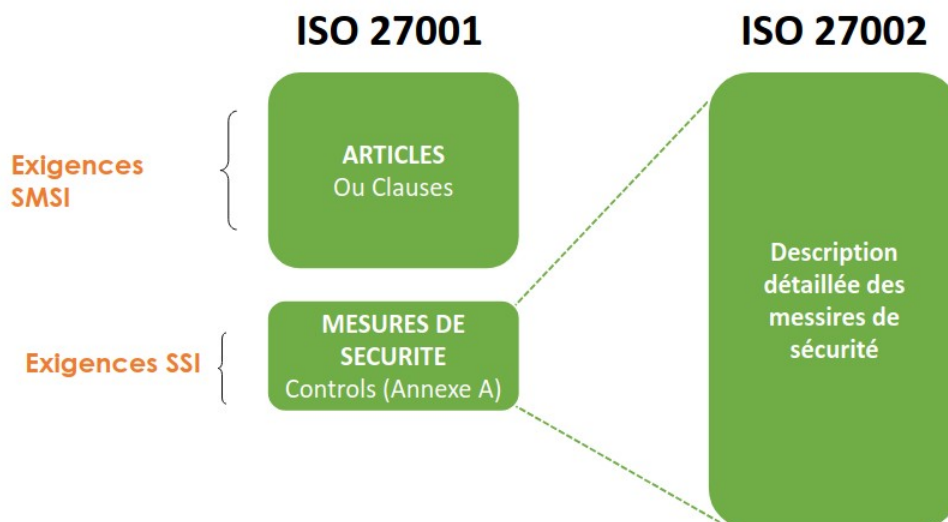 ISO 27001
ISO 27002
Exigences
SMSI
ARTICLES
Ou Clauses
Exigences SSI
MESURES DE
SECURITE
Controls (Annexe A)
Description
détaillée des
messires de
sécurité